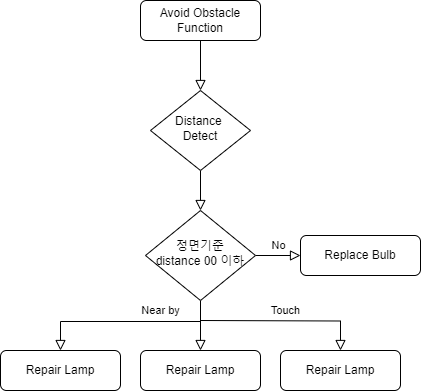 Avoid Obstacle
Function
Distance
Detect
정면기준
distance 00 이하
No
Replace Bulb
Near by
Touch
Repair Lamp
Repair Lamp
Repair Lamp